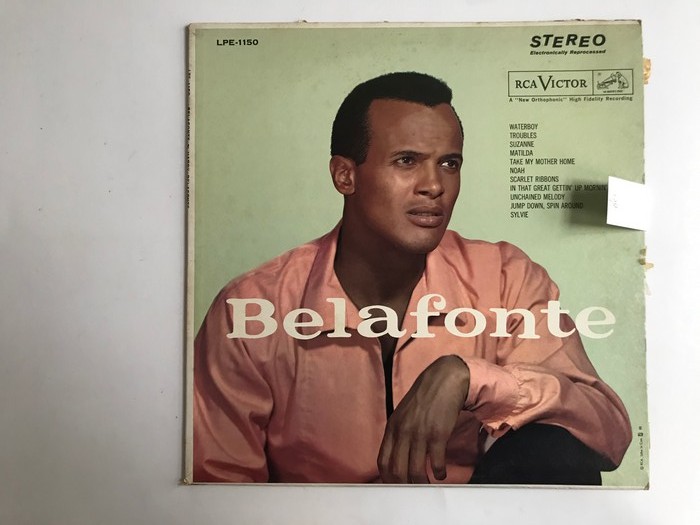 LPE-1150
STEREO
Electronically Reprocessed
RCA VICTOR
A "New Orthophonic" High Fidelity Recording
WATERBOY
TROUBLES
SUZANNE
MATILDA
TAKE MY MOTHER HOME
NOAH
SCARLET RIBBONS
IN THAT GREAT GETTIN' UP
UNCHAINED MELODY
JUMP DOWN, SPIN AROUND
SYLVIE
Belafonte